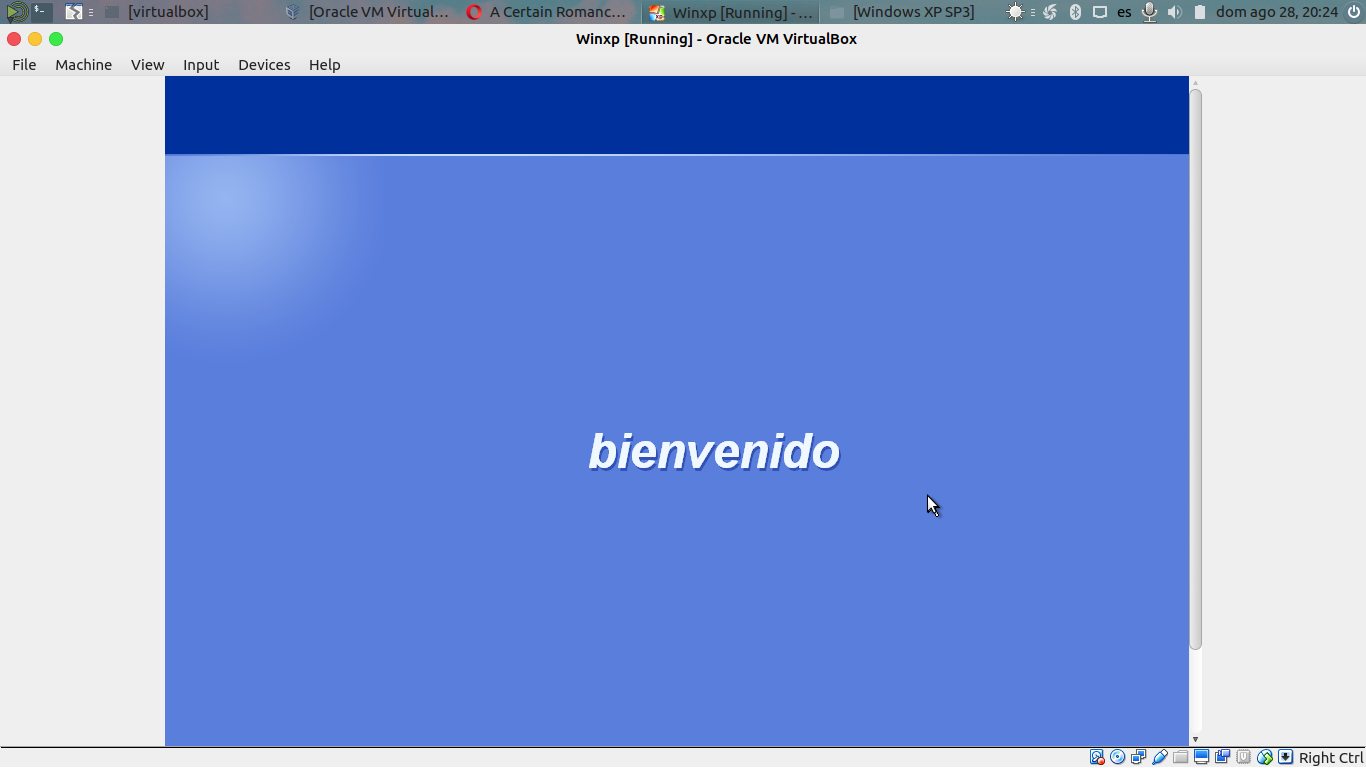 [virtualbox] [Oracle VM Virtual... A Certain Romanc... Winxp [Running] - ... [Windows XP SP3] es dom ago 28, 20:24
Winxp [Running] - Oracle VM VirtualBox
File Machine View Input Devices Help
bienvenido
Right Ctrl